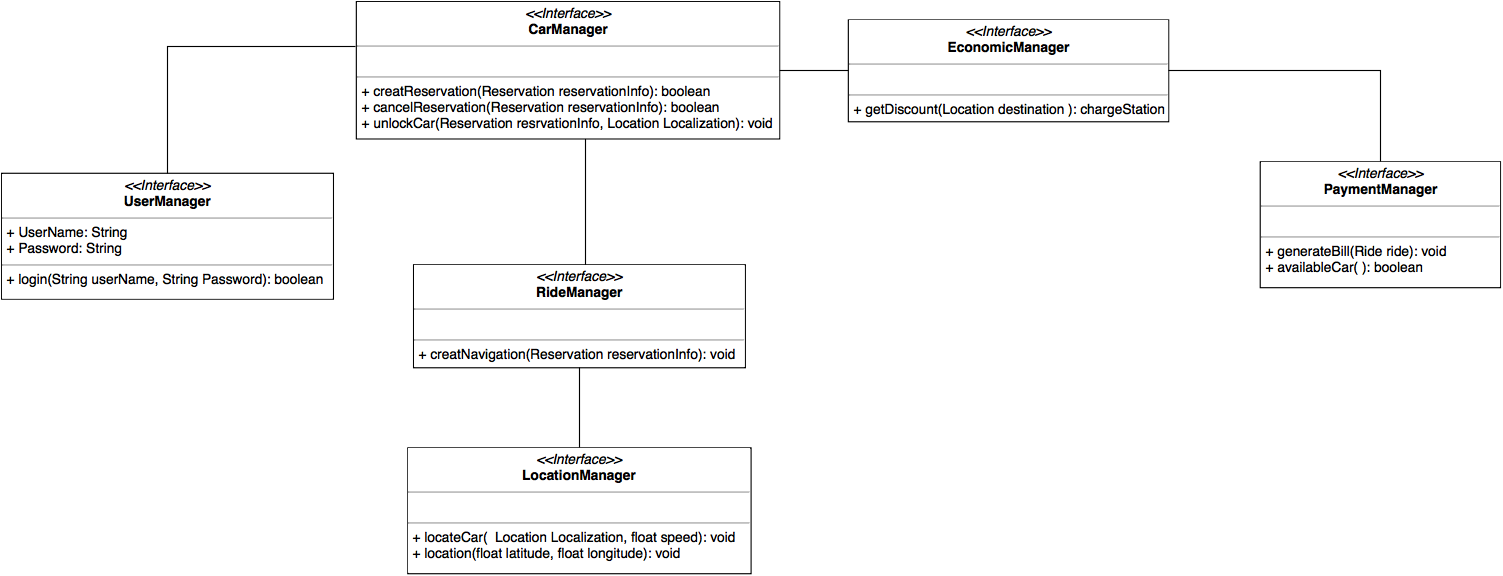 <<Interface>>
CarManager
+ creatReservation(Reservation reservationInfo): boolean
+ cancelReservation(Reservation reservationInfo): boolean
+ unlockCar(Reservation resrvationInfo, Location Localization): void
<<Interface>>
EconomicManager
+ getDiscount(Location destination ): chargeStation
<<Interface>>
UserManager
+ UserName: String
+ Password: String
+ login(String userName, String Password): boolean
<<Interface>>
PaymentManager
+ generateBill(Ride ride): void
+ availableCar( ): boolean
<<Interface>>
RideManager
+ creatNavigation(Reservation reservationInfo): void
<<Interface>>
LocationManager
+ locateCar(  Location Localization, float speed): void
+ location(float latitude, float longitude): void